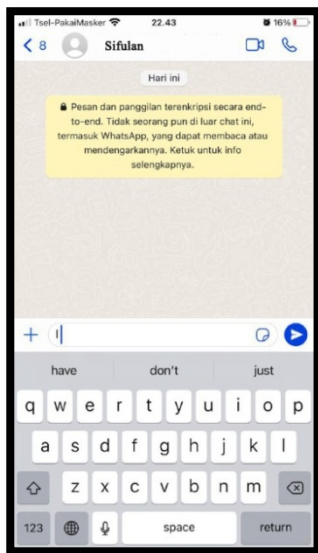 Tsel-PakaiMasker 22.43 16%
8 Sifulan
Hari ini
Pesan dan panggilan terenkripsi secara end-
to-end. Tidak seorang pun di luar chat ini,
termasuk WhatsApp, yang dapat membaca atau
mendengarkannya. Ketuk untuk info
selengkapnya.
I
have don't just
q w e r t y u i o p
a s d f g h j k l
z x c v b n m
123 space return